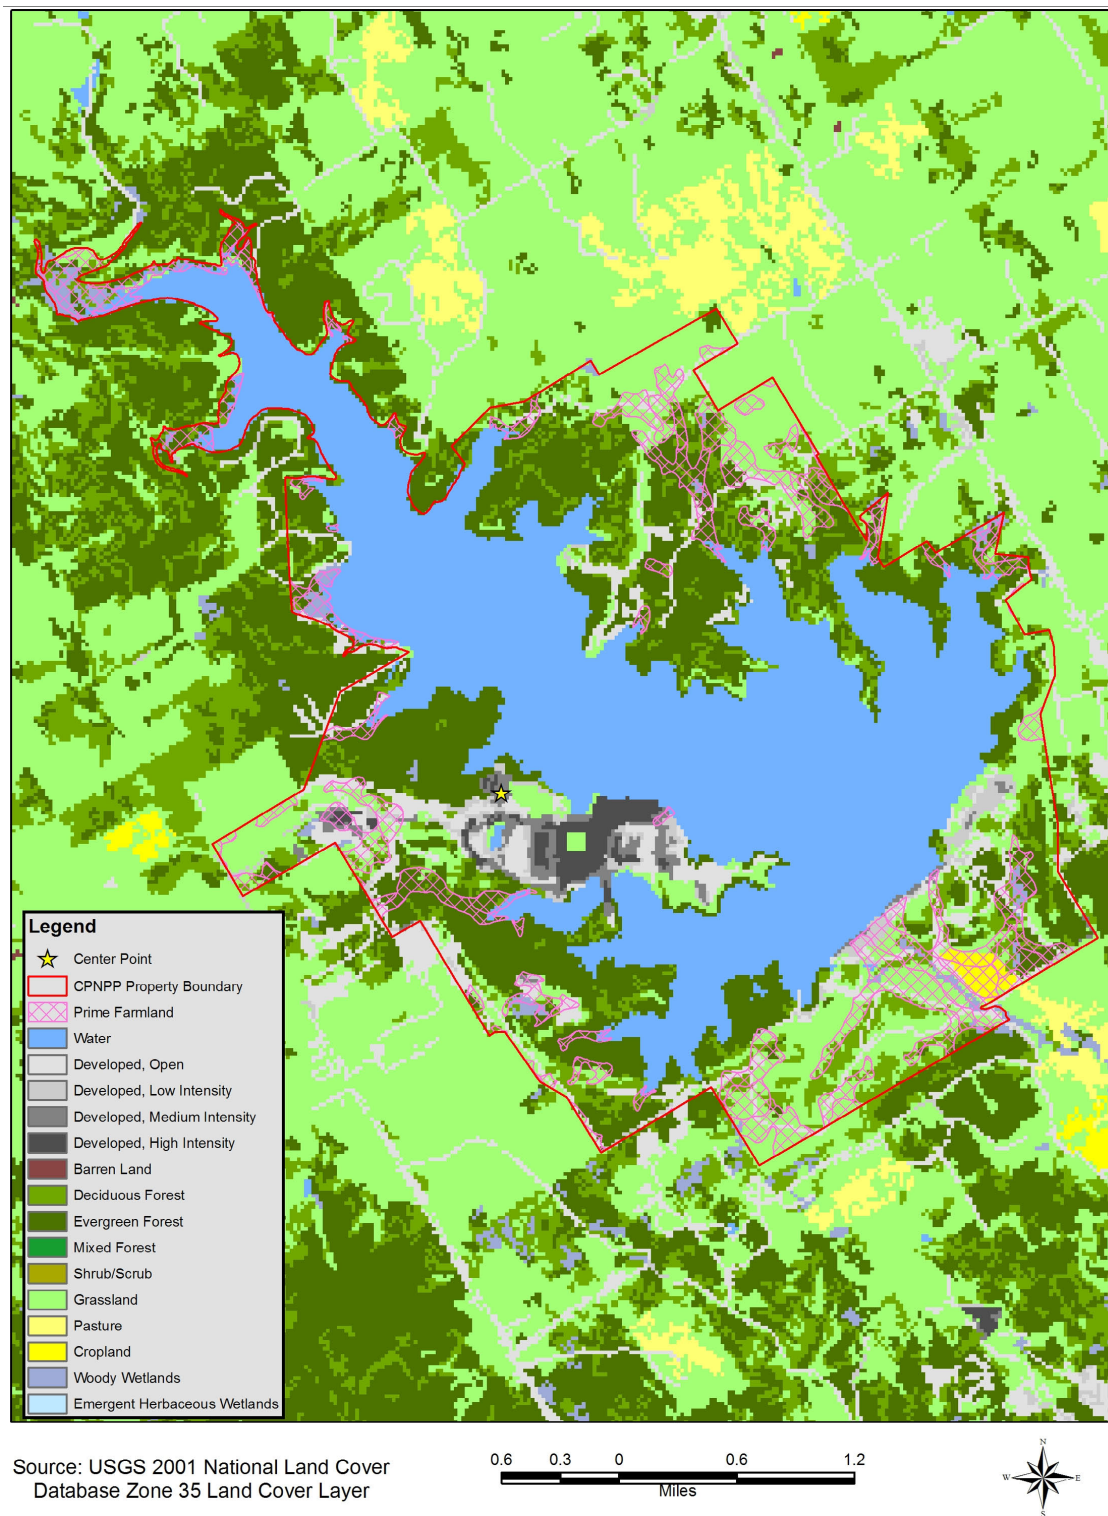 Legend
Center Point
CPNPP Property Boundary
Prime Farmland
Water
Developed, Open
Developed, Low Intensity
Developed, Medium Intensity
Developed, High Intensity
Barren Land
Deciduous Forest
Evergreen Forest
Mixed Forest
Shrub/Scrub
Grassland
Pasture
Cropland
Woody Wetlands
Emergent Herbaceous Wetlands
Source: USGS 2001 National Land Cover
Database Zone 35 Land Cover Layer
0.6 0.3 0 0.6 1.2
Miles
N
W E
S